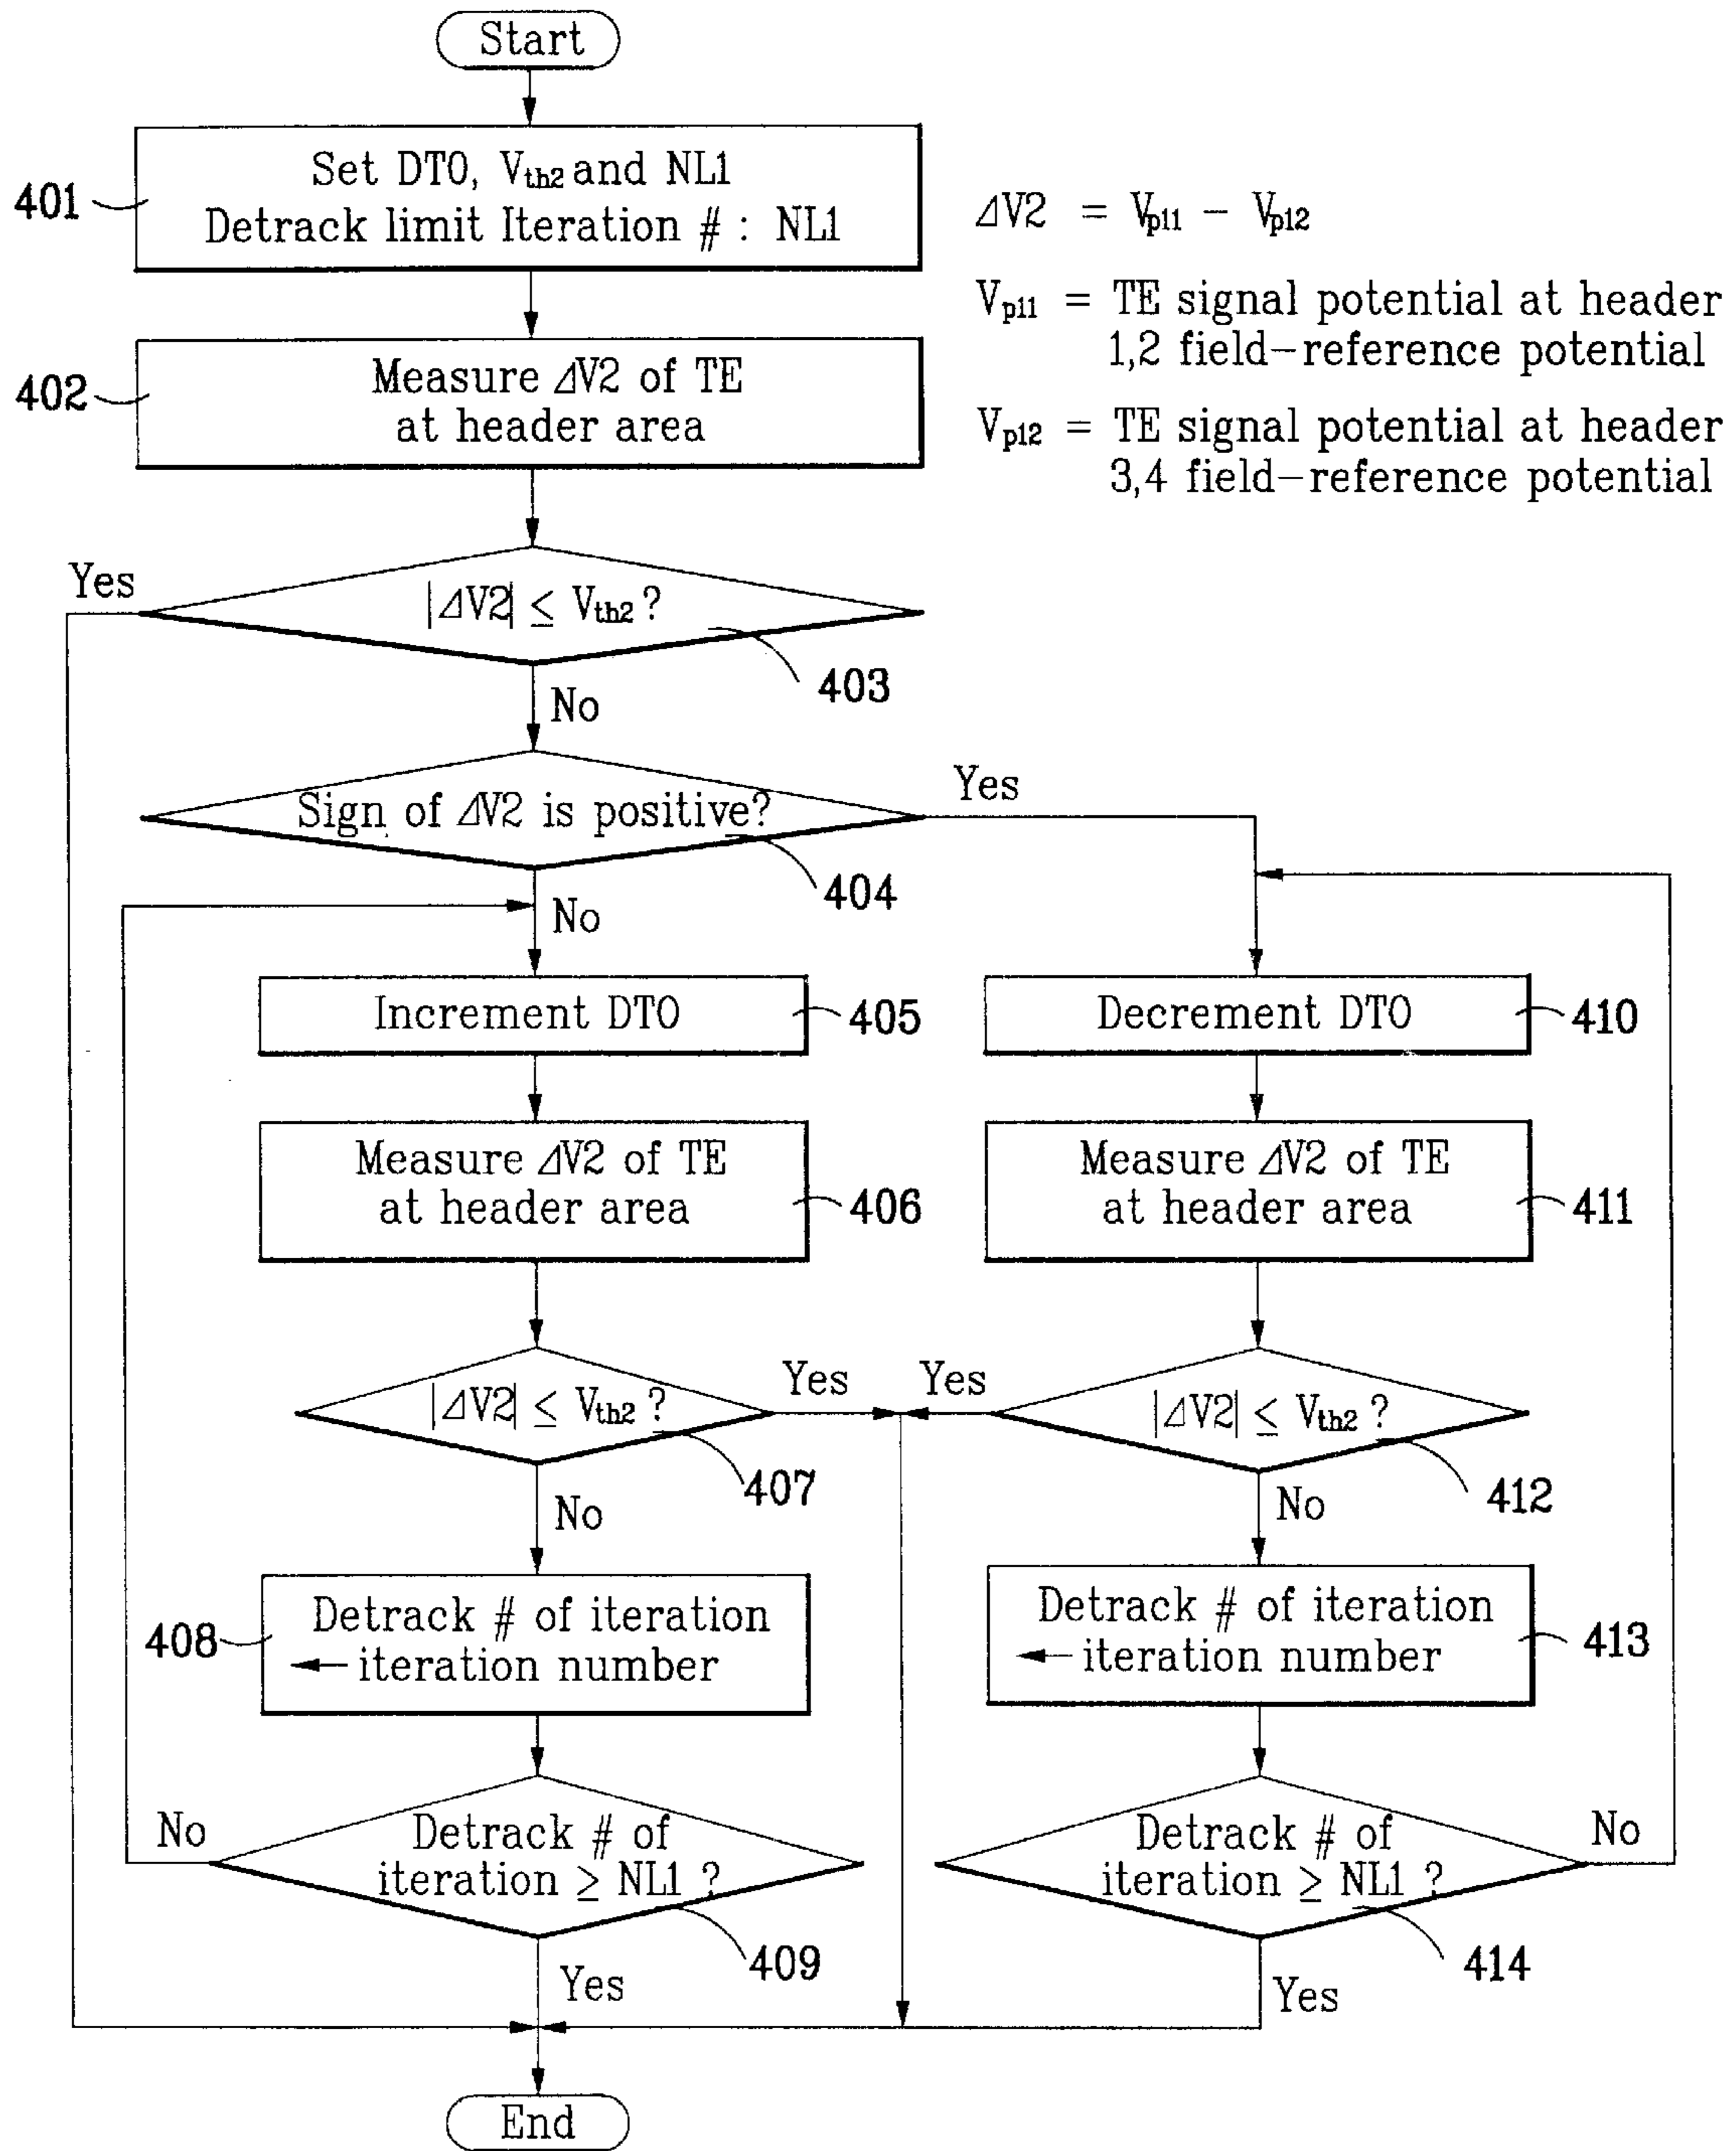 Start
401
Set DTO, Vth2 and NL1
Detrack limit Iteration # : NL1
ΔV2 = Vp11 − Vp12
Vp11 = TE signal potential at header
1,2 field−reference potential
Vp12 = TE signal potential at header
3,4 field−reference potential
402
Measure ΔV2 of TE
at header area
Yes
|ΔV2| ≤ Vth2 ?
403
No
Sign of ΔV2 is positive?
Yes
404
No
Increment DTO
405
Decrement DTO
410
Measure ΔV2 of TE
at header area
406
Measure ΔV2 of TE
at header area
411
|ΔV2| ≤ Vth2 ?
Yes
Yes
|ΔV2| ≤ Vth2 ?
407
412
No
No
408
Detrack # of iteration
← iteration number
Detrack # of iteration
← iteration number
413
No
Detrack # of
iteration ≥ NL1 ?
Detrack # of
iteration ≥ NL1 ?
No
409
414
Yes
Yes
End